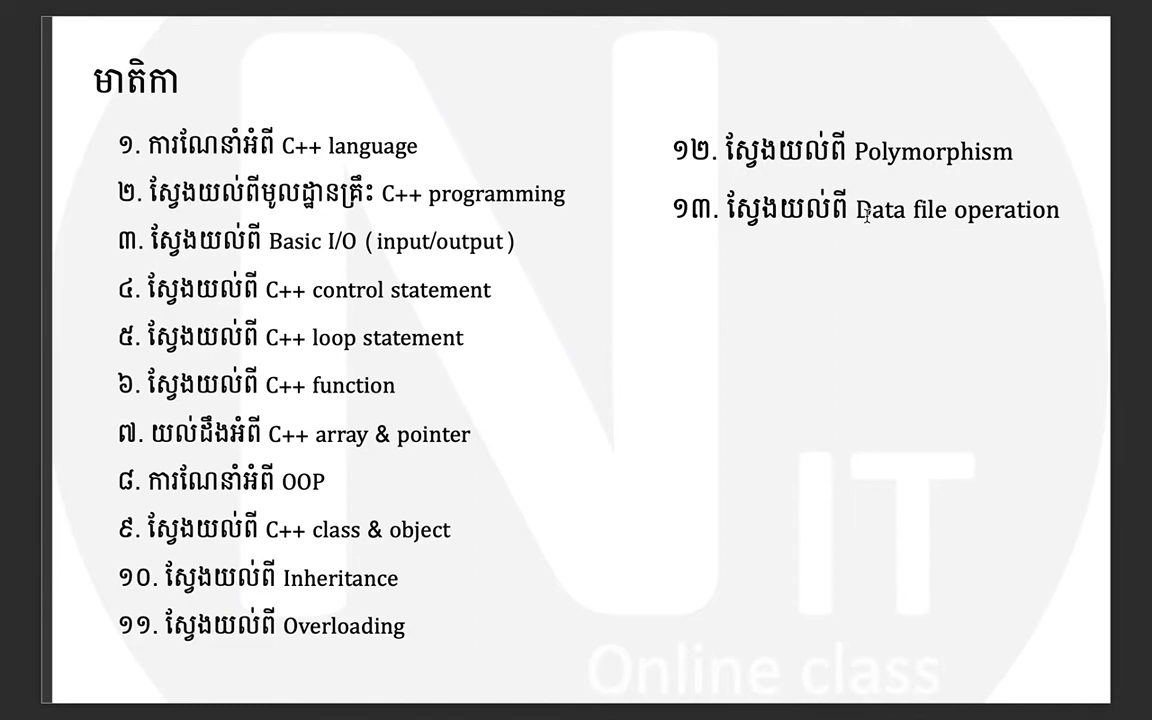 មាតិកា
១. ការណែនាំអំពី C++ language
២. ស្វែងយល់ពីមូលដ្ឋានគ្រឹះ C++ programming
៣. ស្វែងយល់ពី Basic I/O (input/output)
៤. ស្វែងយល់ពី C++ control statement
៥. ស្វែងយល់ពី C++ loop statement
៦. ស្វែងយល់ពី C++ function
៧. យល់ដឹងអំពី C++ array & pointer
៨. ការណែនាំអំពី OOP
៩. ស្វែងយល់ពី C++ class & object
១០. ស្វែងយល់ពី Inheritance
១១. ស្វែងយល់ពី Overloading
១២. ស្វែងយល់ពី Polymorphism
១៣. ស្វែងយល់ពី Data file operation
N IT
Online class